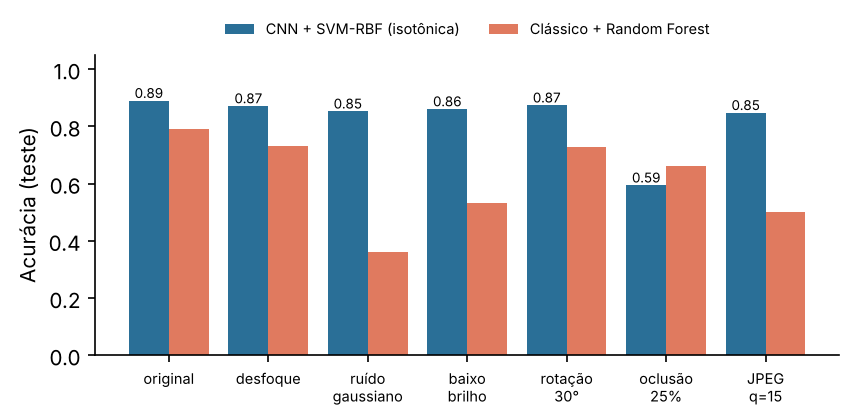 CNN + SVM-RBF (isotônica) Clássico + Random Forest
Acurácia (teste)
1.0
0.8
0.6
0.4
0.2
0.0
0.89
0.87
0.85
0.86
0.87
0.59
0.85
original
desfoque
ruído
gaussiano
baixo
brilho
rotação
30°
oclusão
25%
JPEG
q=15